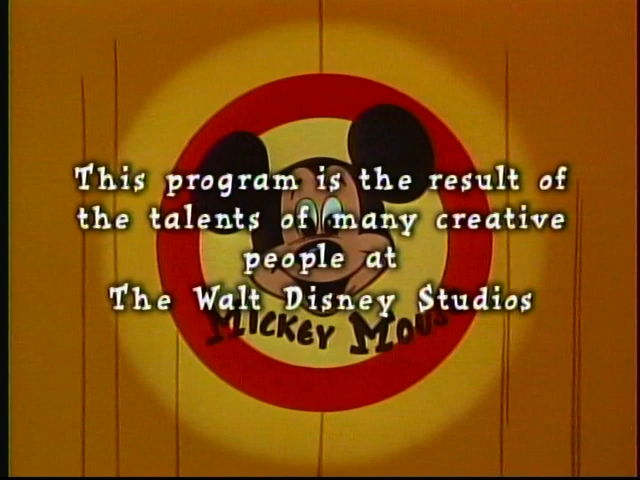 This program is the result of
the talents of many creative
people at
The Walt Disney Studios
MICKEY MOUSE